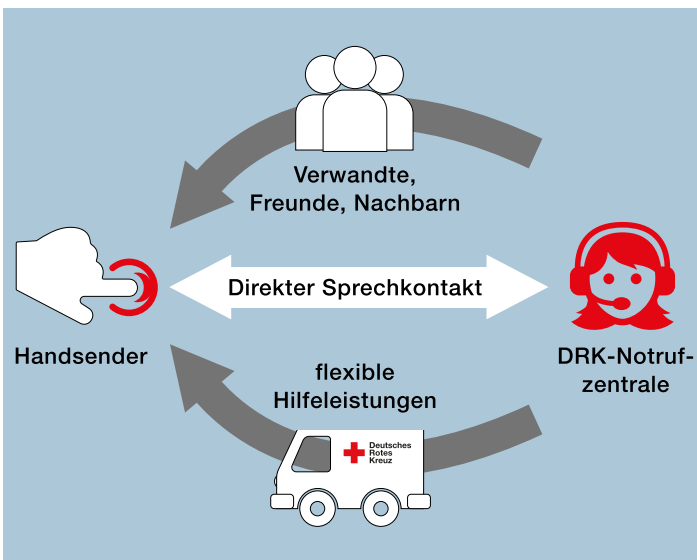 Verwandte,
Freunde, Nachbarn
Direkter Sprechkontakt
Handsender
DRK-Notruf-
zentrale
flexible
Hilfeleistungen
Deutsches
Rotes
Kreuz